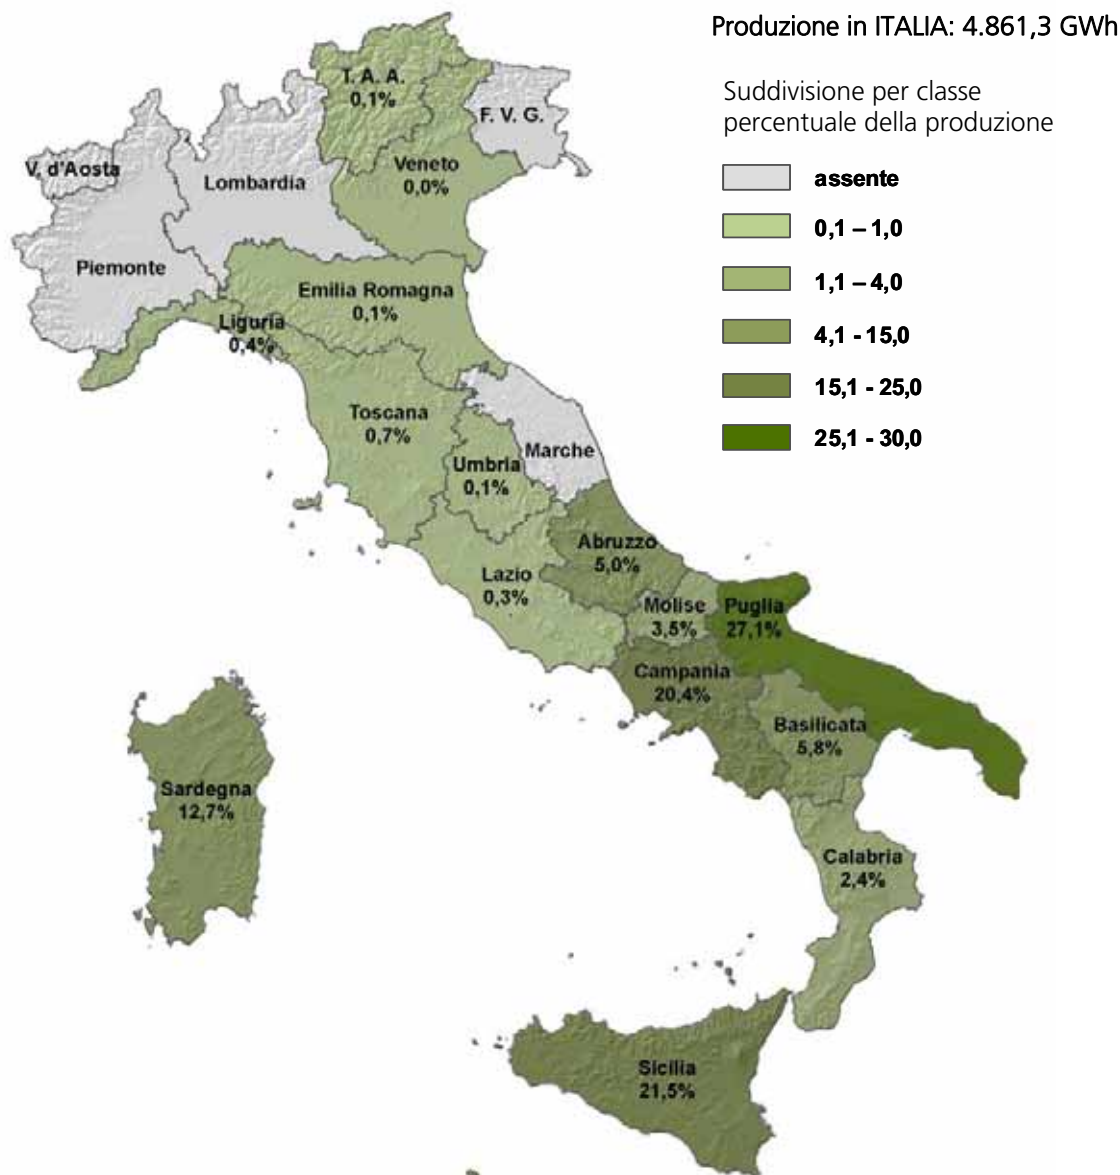 Produzione in ITALIA: 4.861,3 GWh
Suddivisione per classe
percentuale della produzione
assente
0,1 – 1,0
1,1 – 4,0
4,1 - 15,0
15,1 - 25,0
25,1 - 30,0
T. A. A.
0,1%
F. V. G.
V. d'Aosta
Lombardia
Veneto
0,0%
Piemonte
Emilia Romagna
0,1%
Liguria
0,4%
Toscana
0,7%
Umbria
0,1%
Marche
Abruzzo
5,0%
Lazio
0,3%
Molise
3,5%
Puglia
27,1%
Campania
20,4%
Basilicata
5,8%
Sardegna
12,7%
Calabria
2,4%
Sicilia
21,5%